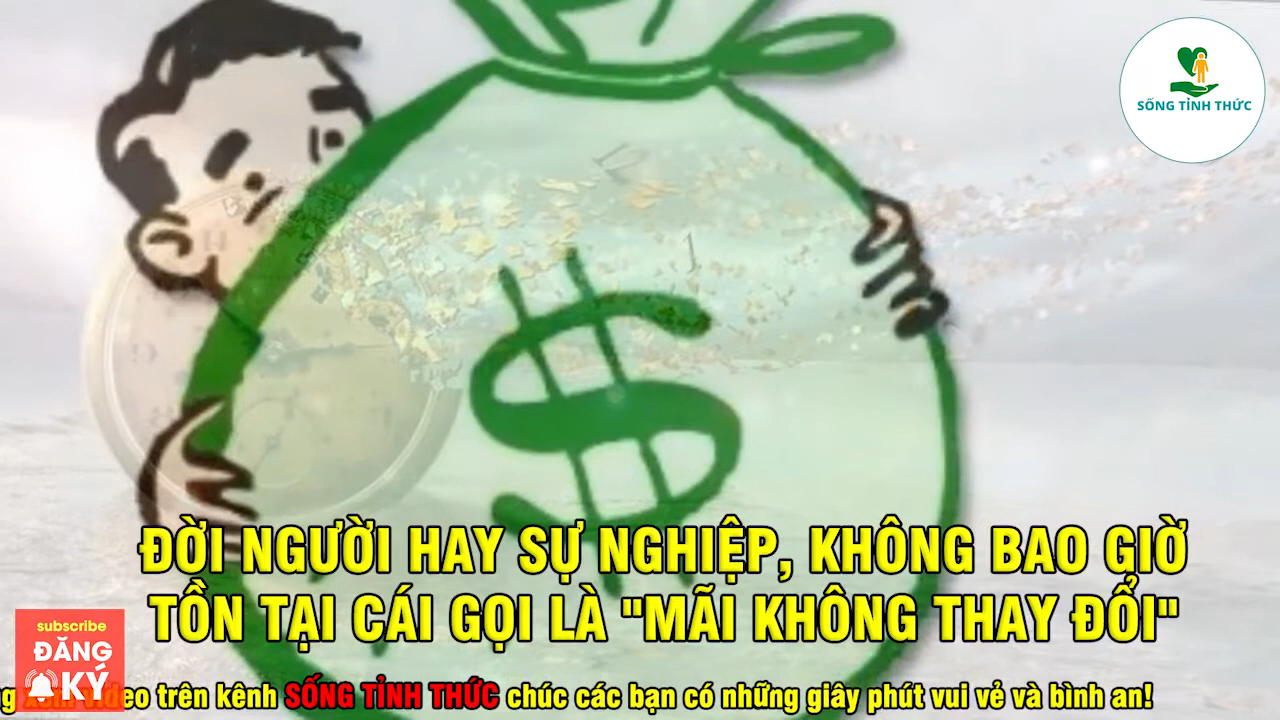 SỐNG TỈNH THỨC
$
ĐỜI NGƯỜI HAY SỰ NGHIỆP, KHÔNG BAO GIỜ
TỒN TẠI CÁI GỌI LÀ "MÃI KHÔNG THAY ĐỔI"
subscribe
ĐĂNG
KÝ
trên kênh SỐNG TỈNH THỨC chúc các bạn có những giây phút vui vẻ và bình an!